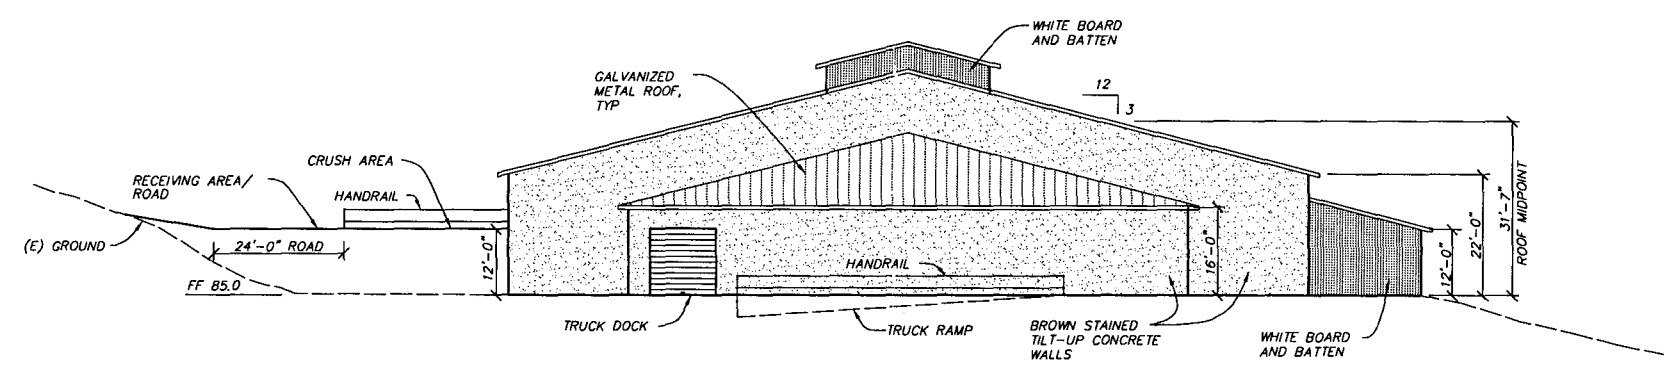 WHITE BOARD
AND BATTEN
GALVANIZED
METAL ROOF,
TYP
12
3
CRUSH AREA
RECEIVING AREA/
ROAD
HANDRAIL
(E) GROUND
24'-0" ROAD
12'-0"
FF 85.0
HANDRAIL
16'-0"
12'-0"
22'-0"
31'-7"
ROOF MIDPOINT
TRUCK DOCK
TRUCK RAMP
BROWN STAINED
TILT-UP CONCRETE
WALLS
WHITE BOARD
AND BATTEN